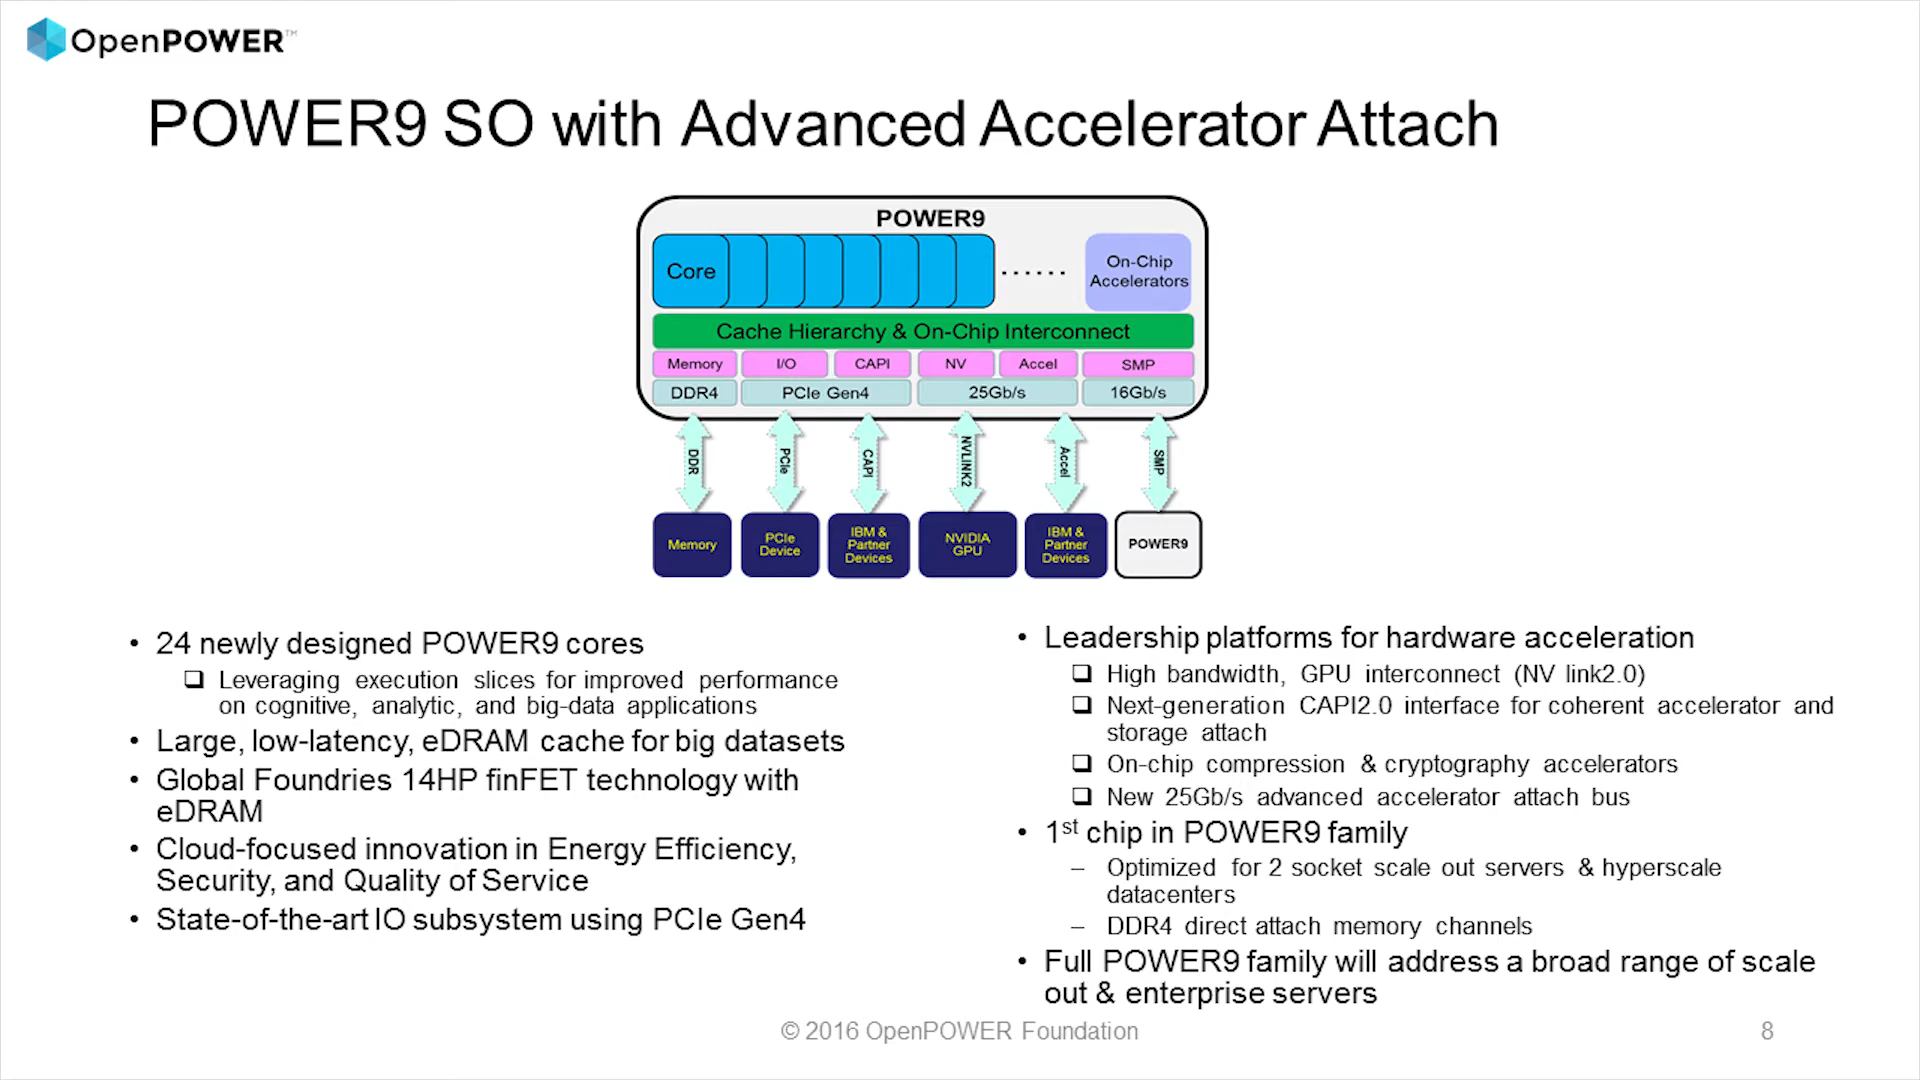 OpenPOWER™
POWER9 SO with Advanced Accelerator Attach
POWER9
Core
......
On-Chip
Accelerators
Cache Hierarchy & On-Chip Interconnect
Memory I/O CAPI NV Accel SMP
DDR4 PCIe Gen4 25Gb/s 16Gb/s
DDR PCIe CAPI NVLINK2 Accel SMP
Memory
PCIe
Device
IBM &
Partner
Devices
NVIDIA
GPU
IBM &
Partner
Devices
POWER9
• 24 newly designed POWER9 cores
❑ Leveraging execution slices for improved performance
on cognitive, analytic, and big-data applications
• Large, low-latency, eDRAM cache for big datasets
• Global Foundries 14HP finFET technology with
eDRAM
• Cloud-focused innovation in Energy Efficiency,
Security, and Quality of Service
• State-of-the-art IO subsystem using PCIe Gen4
• Leadership platforms for hardware acceleration
❑ High bandwidth, GPU interconnect (NV link2.0)
❑ Next-generation CAPI2.0 interface for coherent accelerator and
storage attach
❑ On-chip compression & cryptography accelerators
❑ New 25Gb/s advanced accelerator attach bus
• 1st chip in POWER9 family
– Optimized for 2 socket scale out servers & hyperscale
datacenters
– DDR4 direct attach memory channels
• Full POWER9 family will address a broad range of scale
out & enterprise servers
© 2016 OpenPOWER Foundation
8